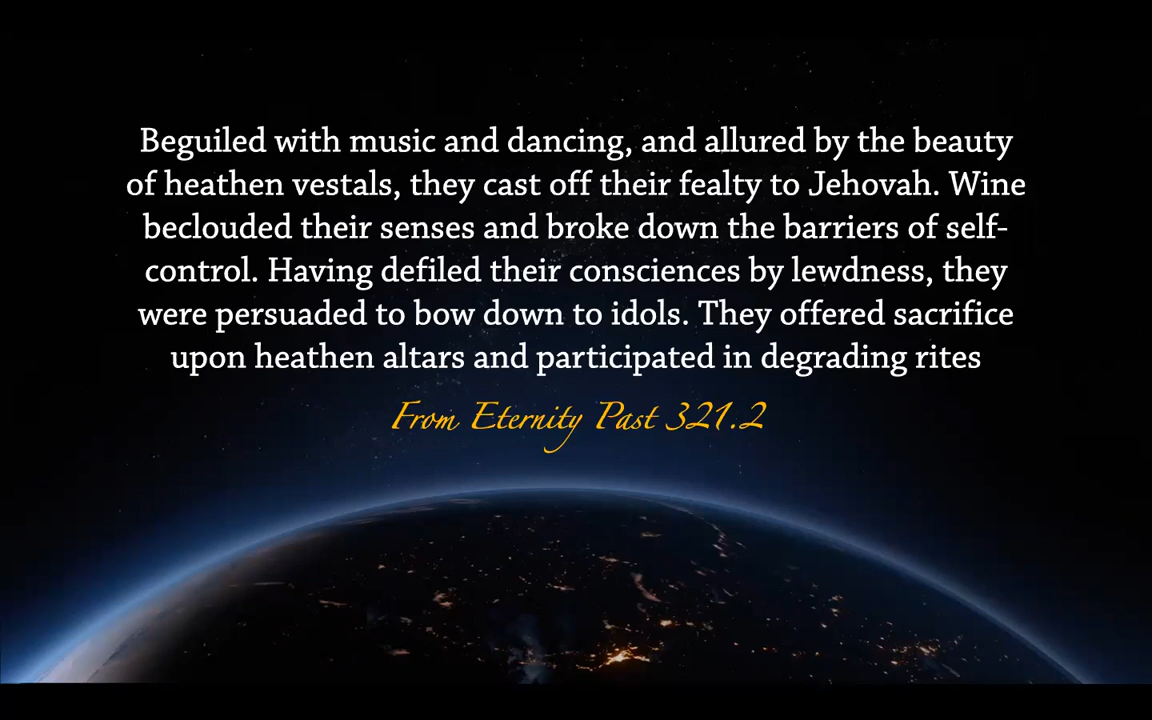 Beguiled with music and dancing, and allured by the beauty
of heathen vestals, they cast off their fealty to Jehovah. Wine
beclouded their senses and broke down the barriers of self-
control. Having defiled their consciences by lewdness, they
were persuaded to bow down to idols. They offered sacrifice
upon heathen altars and participated in degrading rites
From Eternity Past 321.2